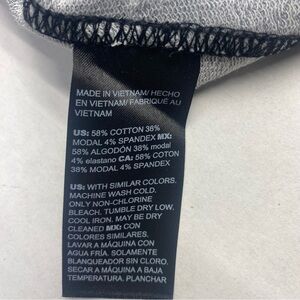 MADE IN VIETNAM/ HECHO
EN VIETNAM/ FABRIQUÉ AU
VIETNAM
US: 58% COTTON 38%
MODAL 4% SPANDEX MX:
58% ALGODÓN 38% modal
4% elastano CA: 58% COTON
38% MODAL 4% SPANDEX
US: WITH SIMILAR COLORS.
MACHINE WASH COLD.
ONLY NON-CHLORINE
BLEACH. TUMBLE DRY LOW.
COOL IRON. MAY BE DRY
CLEANED MX: CON
COLORES SIMILARES.
LAVAR A MÁQUINA CON
AGUA FRÍA. SOLAMENTE
BLANQUEADOR SIN CLORO.
SECAR A MÁQUINA A BAJA
TEMPERATURA. PLANCHAR